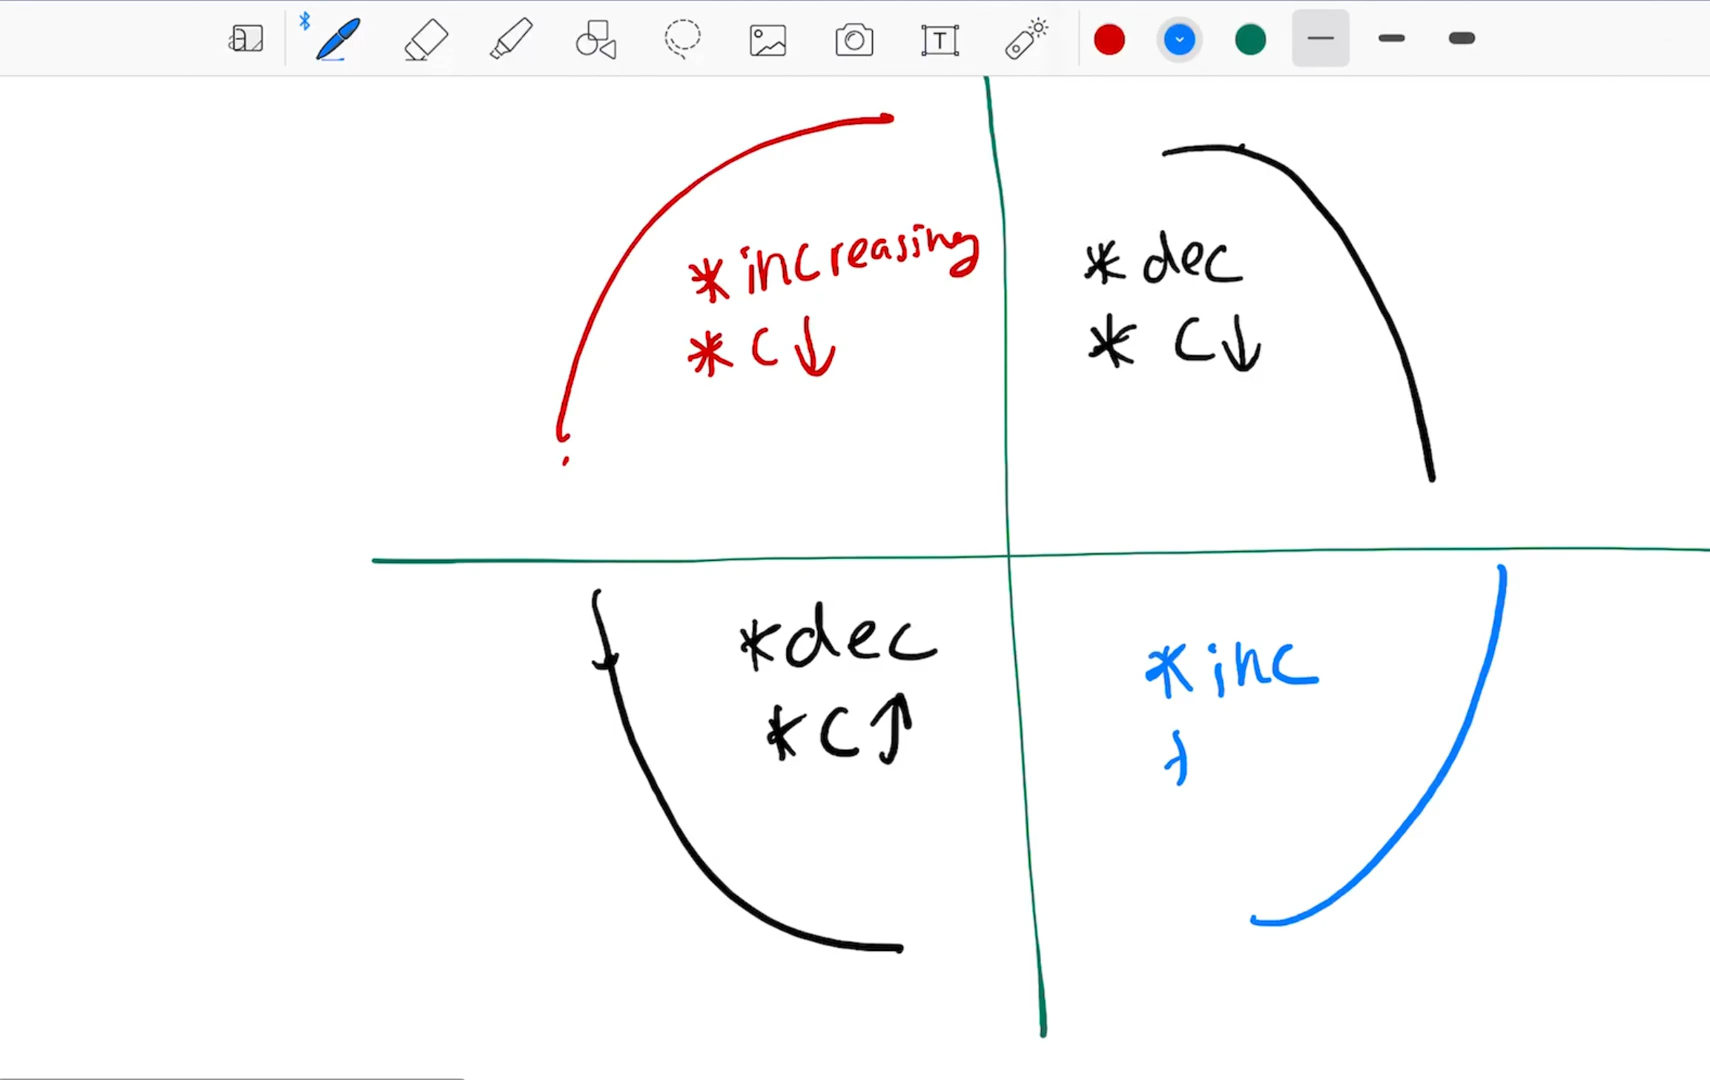 T
*increasing
*C↓
*dec
* C↓
*dec
*C↑
*inc